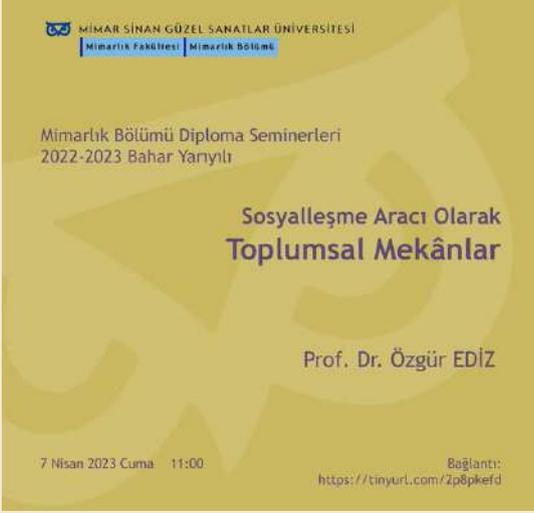 MİMAR SİNAN GÜZEL SANATLAR ÜNİVERSİTESİ
Mimarlık Fakültesi Mimarlık Bölümü
Mimarlık Bölümü Diploma Seminerleri
2022-2023 Bahar Yarıyılı
Sosyalleşme Aracı Olarak
Toplumsal Mekânlar
Prof. Dr. Özgür EDİZ
7 Nisan 2023 Cuma 11:00
Bağlantı:
https://tinyurl.com/2p8pkefd